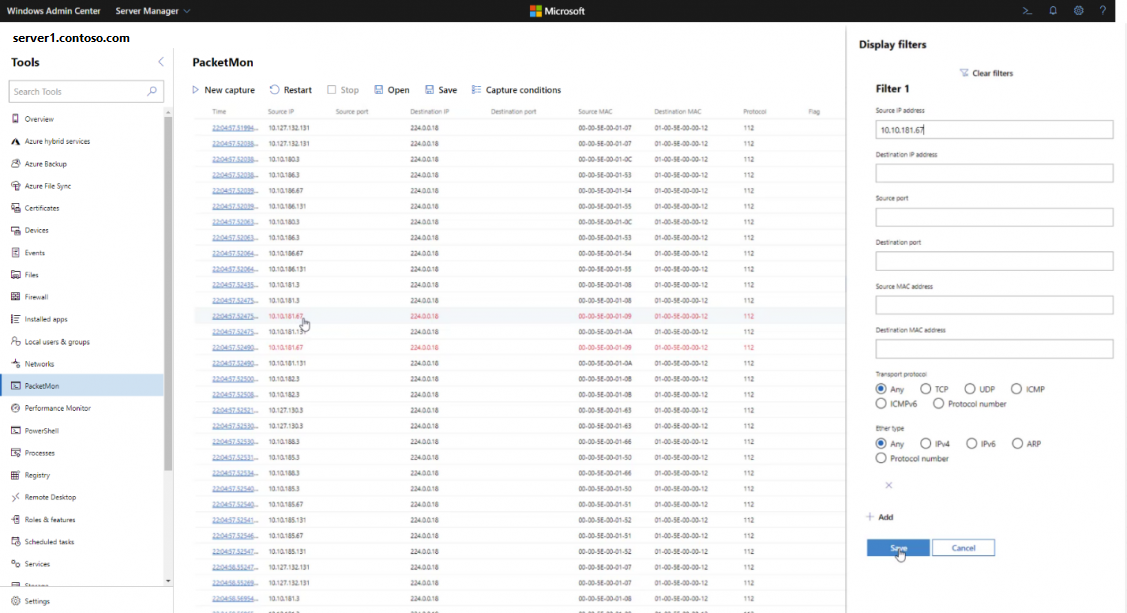 Windows Admin Center Server Manager Microsoft
server1.contoso.com
Tools
Search Tools
Overview
Azure hybrid services
Azure Backup
Azure File Sync
Certificates
Devices
Events
Files
Firewall
Installed apps
Local users & groups
Networks
PacketMon
Performance Monitor
PowerShell
Processes
Registry
Remote Desktop
Roles & features
Scheduled tasks
Services
Storage
Settings
PacketMon
New capture Restart Stop Open Save Capture conditions
Time Source IP Source port Destination IP Destination port Source MAC Destination MAC Protocol Flag
22:04:57.51994... 10.127.132.131 224.0.0.18 00-00-5E-00-01-07 01-00-5E-00-00-12 112
22:04:57.52038... 10.127.132.131 224.0.0.18 00-00-5E-00-01-07 01-00-5E-00-00-12 112
22:04:57.52038... 10.10.180.3 224.0.0.18 00-00-5E-00-01-0C 01-00-5E-00-00-12 112
22:04:57.52038... 10.10.186.3 224.0.0.18 00-00-5E-00-01-53 01-00-5E-00-00-12 112
22:04:57.52039... 10.10.186.67 224.0.0.18 00-00-5E-00-01-54 01-00-5E-00-00-12 112
22:04:57.52039... 10.10.186.131 224.0.0.18 00-00-5E-00-01-55 01-00-5E-00-00-12 112
22:04:57.52063... 10.10.180.3 224.0.0.18 00-00-5E-00-01-0C 01-00-5E-00-00-12 112
22:04:57.52063... 10.10.186.3 224.0.0.18 00-00-5E-00-01-53 01-00-5E-00-00-12 112
22:04:57.52064... 10.10.186.67 224.0.0.18 00-00-5E-00-01-54 01-00-5E-00-00-12 112
22:04:57.52064... 10.10.186.131 224.0.0.18 00-00-5E-00-01-55 01-00-5E-00-00-12 112
22:04:57.52435... 10.10.181.3 224.0.0.18 00-00-5E-00-01-08 01-00-5E-00-00-12 112
22:04:57.52475... 10.10.181.3 224.0.0.18 00-00-5E-00-01-08 01-00-5E-00-00-12 112
22:04:57.52475... 10.10.181.67 224.0.0.18 00-00-5E-00-01-09 01-00-5E-00-00-12 112
22:04:57.52475... 224.0.0.18 00-00-5E-00-01-0A 01-00-5E-00-00-12 112
22:04:57.52490... 10.10.181.67 224.0.0.18 00-00-5E-00-01-09 01-00-5E-00-00-12 112
22:04:57.52490... 10.10.181.131 224.0.0.18 00-00-5E-00-01-0A 01-00-5E-00-00-12 112
22:04:57.52500... 10.10.182.3 224.0.0.18 00-00-5E-00-01-0B 01-00-5E-00-00-12 112
22:04:57.52508... 10.10.182.3 224.0.0.18 00-00-5E-00-01-0B 01-00-5E-00-00-12 112
22:04:57.52521... 10.127.130.3 224.0.0.18 00-00-5E-00-01-63 01-00-5E-00-00-12 112
22:04:57.52530... 10.127.130.3 224.0.0.18 00-00-5E-00-01-63 01-00-5E-00-00-12 112
22:04:57.52530... 10.10.188.3 224.0.0.18 00-00-5E-00-01-66 01-00-5E-00-00-12 112
22:04:57.52531... 10.10.185.3 224.0.0.18 00-00-5E-00-01-50 01-00-5E-00-00-12 112
22:04:57.52534... 10.10.188.3 224.0.0.18 00-00-5E-00-01-66 01-00-5E-00-00-12 112
22:04:57.52540... 10.10.185.3 224.0.0.18 00-00-5E-00-01-50 01-00-5E-00-00-12 112
22:04:57.52540... 10.10.185.67 224.0.0.18 00-00-5E-00-01-51 01-00-5E-00-00-12 112
22:04:57.52541... 10.10.185.131 224.0.0.18 00-00-5E-00-01-52 01-00-5E-00-00-12 112
22:04:57.52546... 10.10.185.67 224.0.0.18 00-00-5E-00-01-51 01-00-5E-00-00-12 112
22:04:57.52547... 10.10.185.131 224.0.0.18 00-00-5E-00-01-52 01-00-5E-00-00-12 112
22:04:58.55247... 10.127.132.131 224.0.0.18 00-00-5E-00-01-07 01-00-5E-00-00-12 112
22:04:58.55269... 10.127.132.131 224.0.0.18 00-00-5E-00-01-07 01-00-5E-00-00-12 112
22:04:58.56954... 10.10.181.3 224.0.0.18 00-00-5E-00-01-08 01-00-5E-00-00-12 112
Display filters
Clear filters
Filter 1
Source IP address
10.10.181.67
Destination IP address
Source port
Destination port
Source MAC address
Destination MAC address
Transport protocol
Any TCP UDP ICMP
ICMPv6 Protocol number
Ether type
Any IPv4 IPv6 ARP
Protocol number
Add
Save Cancel